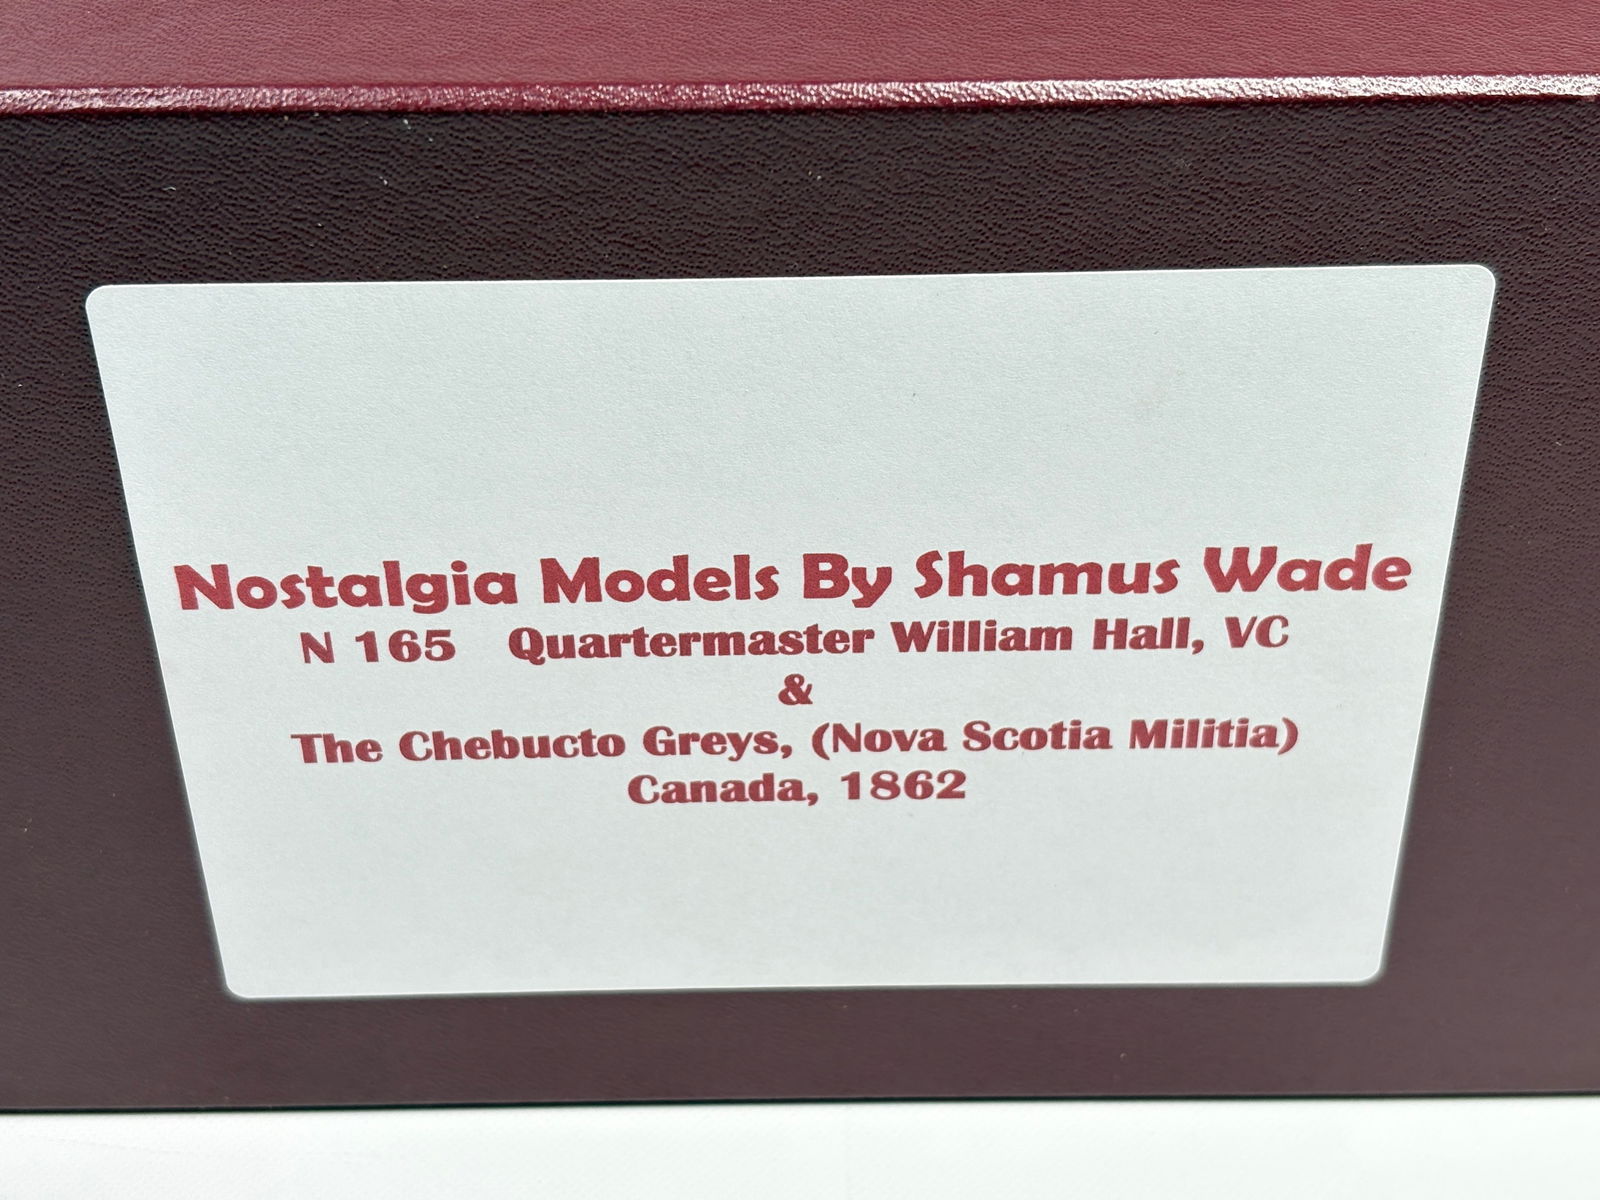 Nostalgia Models By Shamus Wade
N 165 Quartermaster William Hall, VC
&
The Chebucto Greys, (Nova Scotia Militia)
Canada, 1862